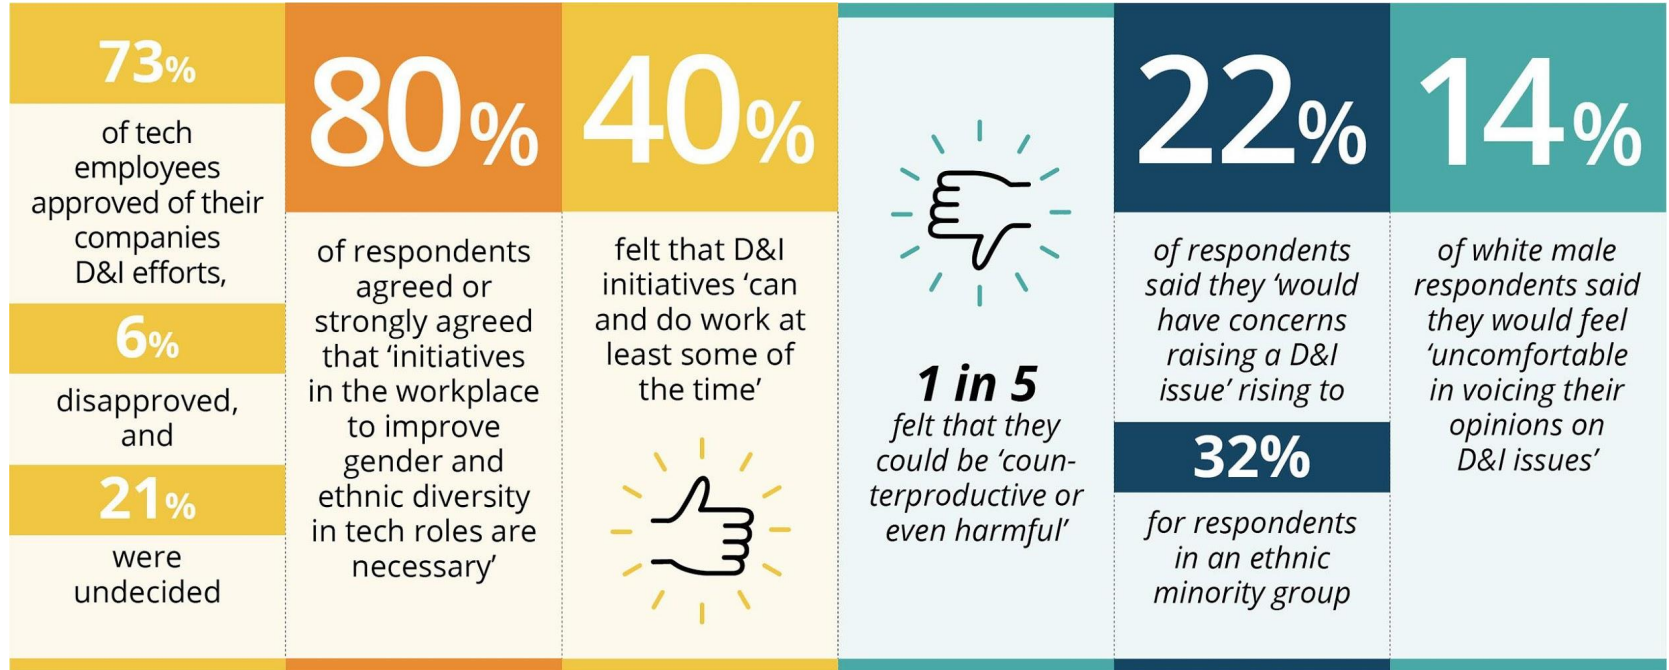 73%
of tech
employees
approved of their
companies
D&I efforts,
6%
disapproved,
and
21%
were
undecided
80%
of respondents
agreed or
strongly agreed
that ‘initiatives
in the workplace
to improve
gender and
ethnic diversity
in tech roles are
necessary’
40%
felt that D&I
initiatives ‘can
and do work at
least some of
the time’
1 in 5
felt that they
could be ‘coun-
terproductive or
even harmful’
22%
of respondents
said they ‘would
have concerns
raising a D&I
issue’ rising to
32%
for respondents
in an ethnic
minority group
14%
of white male
respondents said
they would feel
‘uncomfortable
in voicing their
opinions on
D&I issues’